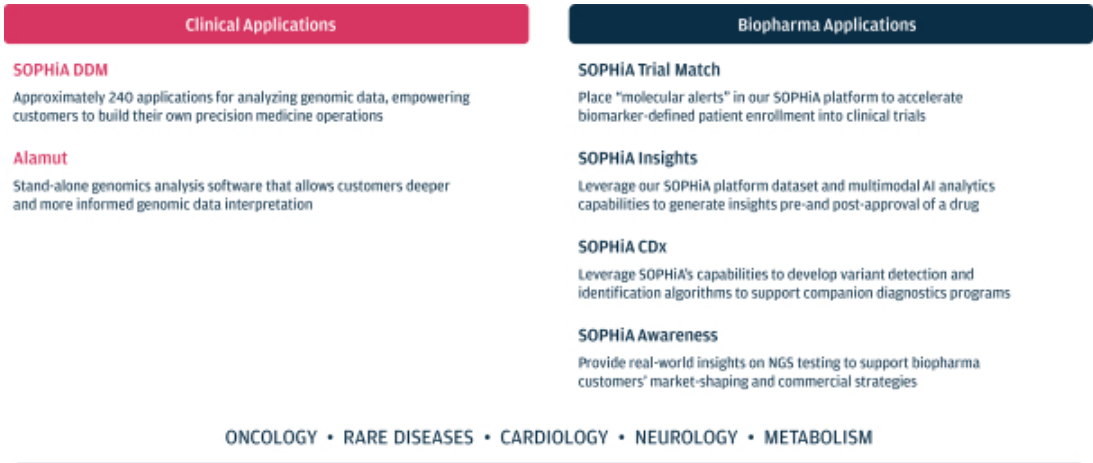 Clinical Applications
SOPHiA DDM
Approximately 240 applications for analyzing genomic data, empowering
customers to build their own precision medicine operations
Alamut
Stand-alone genomics analysis software that allows customers deeper
and more informed genomic data interpretation
Biopharma Applications
SOPHiA Trial Match
Place “molecular alerts” in our SOPHiA platform to accelerate
biomarker-defined patient enrollment into clinical trials
SOPHiA Insights
Leverage our SOPHiA platform dataset and multimodal AI analytics
capabilities to generate insights pre-and post-approval of a drug
SOPHiA CDx
Leverage SOPHiA’s capabilities to develop variant detection and
identification algorithms to support companion diagnostics programs
SOPHiA Awareness
Provide real-world insights on NGS testing to support biopharma
customers’ market-shaping and commercial strategies
ONCOLOGY • RARE DISEASES • CARDIOLOGY • NEUROLOGY • METABOLISM